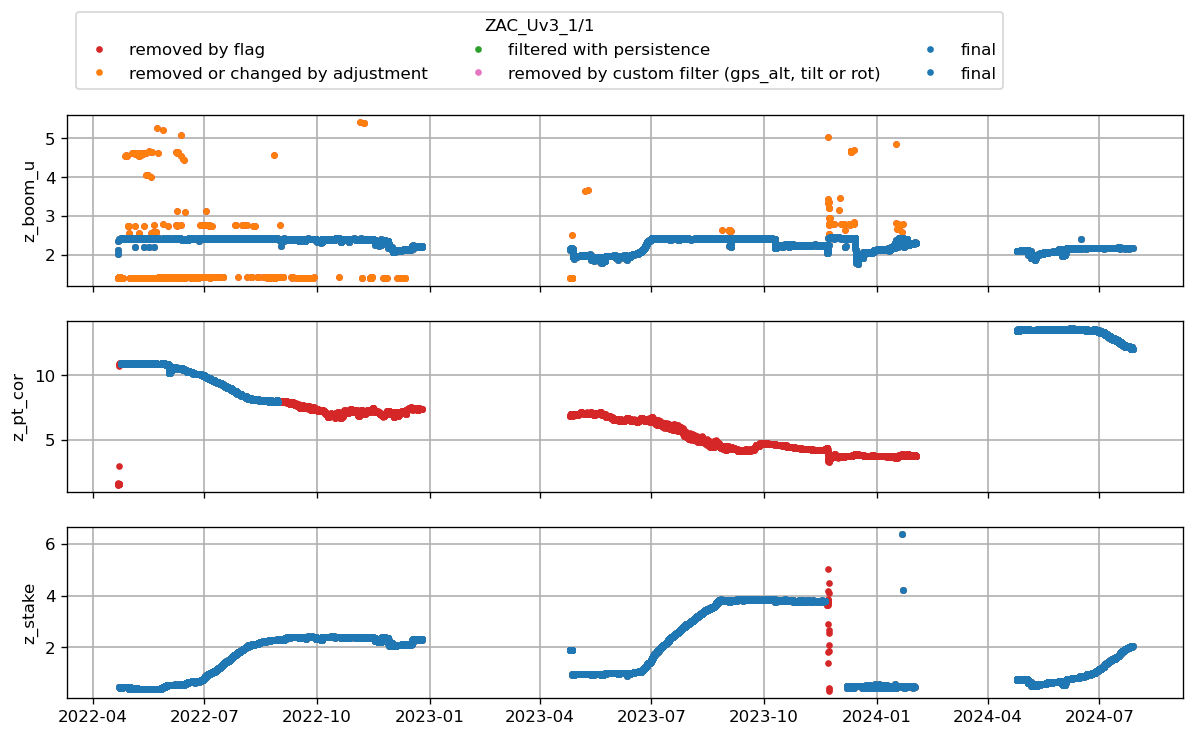 ZAC_Uv3_1/1
removed by flag
removed or changed by adjustment
filtered with persistence
removed by custom filter (gps_alt, tilt or rot)
final
final
z_boom_u
5
4
3
2
z_pt_cor
10
5
z_stake
6
4
2
2022-04 2022-07 2022-10 2023-01 2023-04 2023-07 2023-10 2024-01 2024-04 2024-07